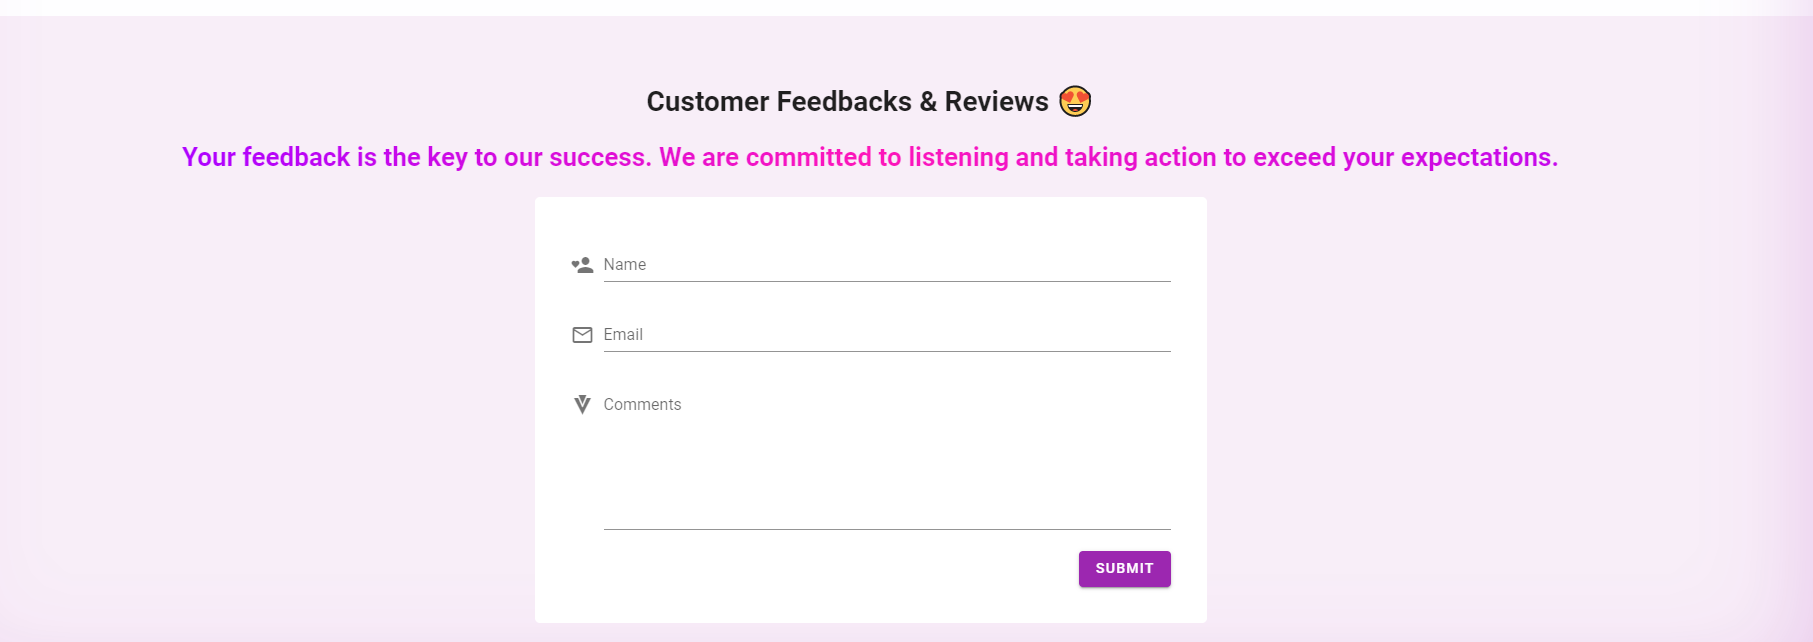 Customer Feedbacks & Reviews 😍
Your feedback is the key to our success. We are committed to listening and taking action to exceed your expectations.
Name
Email
Comments
SUBMIT